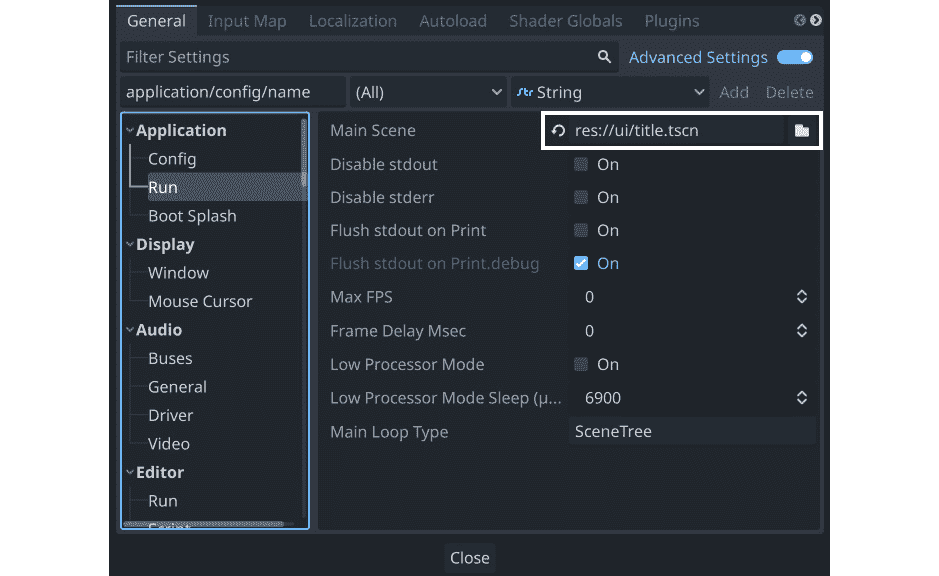 General Input Map Localization Autoload Shader Globals Plugins
Filter Settings Advanced Settings
application/config/name (All) String Add Delete
Application
Config
Run
Boot Splash
Display
Window
Mouse Cursor
Audio
Buses
General
Driver
Video
Editor
Run
Script
Main Scene res://ui/title.tscn
Disable stdout On
Disable stderr On
Flush stdout on Print On
Flush stdout on Print.debug On
Max FPS 0
Frame Delay Msec 0
Low Processor Mode On
Low Processor Mode Sleep (µ... 6900
Main Loop Type SceneTree
Close